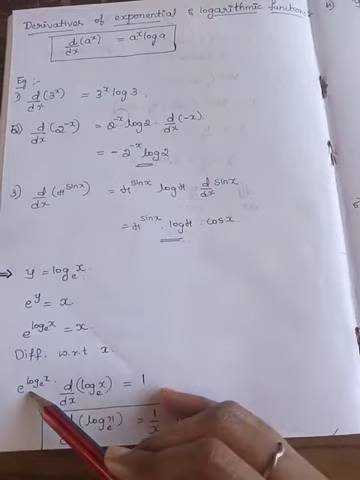 Derivatives of exponential & logarithmic functions
d/dx (a^x) = a^x log a
Eg :-
1) d/dx (3^x) = 3^x log 3.
2) d/dx (2^-x) = 2^-x log 2 . d/dx (-x)
= - 2^-x log 2
3) d/dx (π^sinx) = π^sinx log π . d/dx sinx
= π^sinx . log π . cosx
⇒ y = log_e x.
e^y = x.
e^log_e x = x
Diff. w.r.t x.
e^log_e x . d/dx (log_e x) = 1
(log_e x) = 1/x